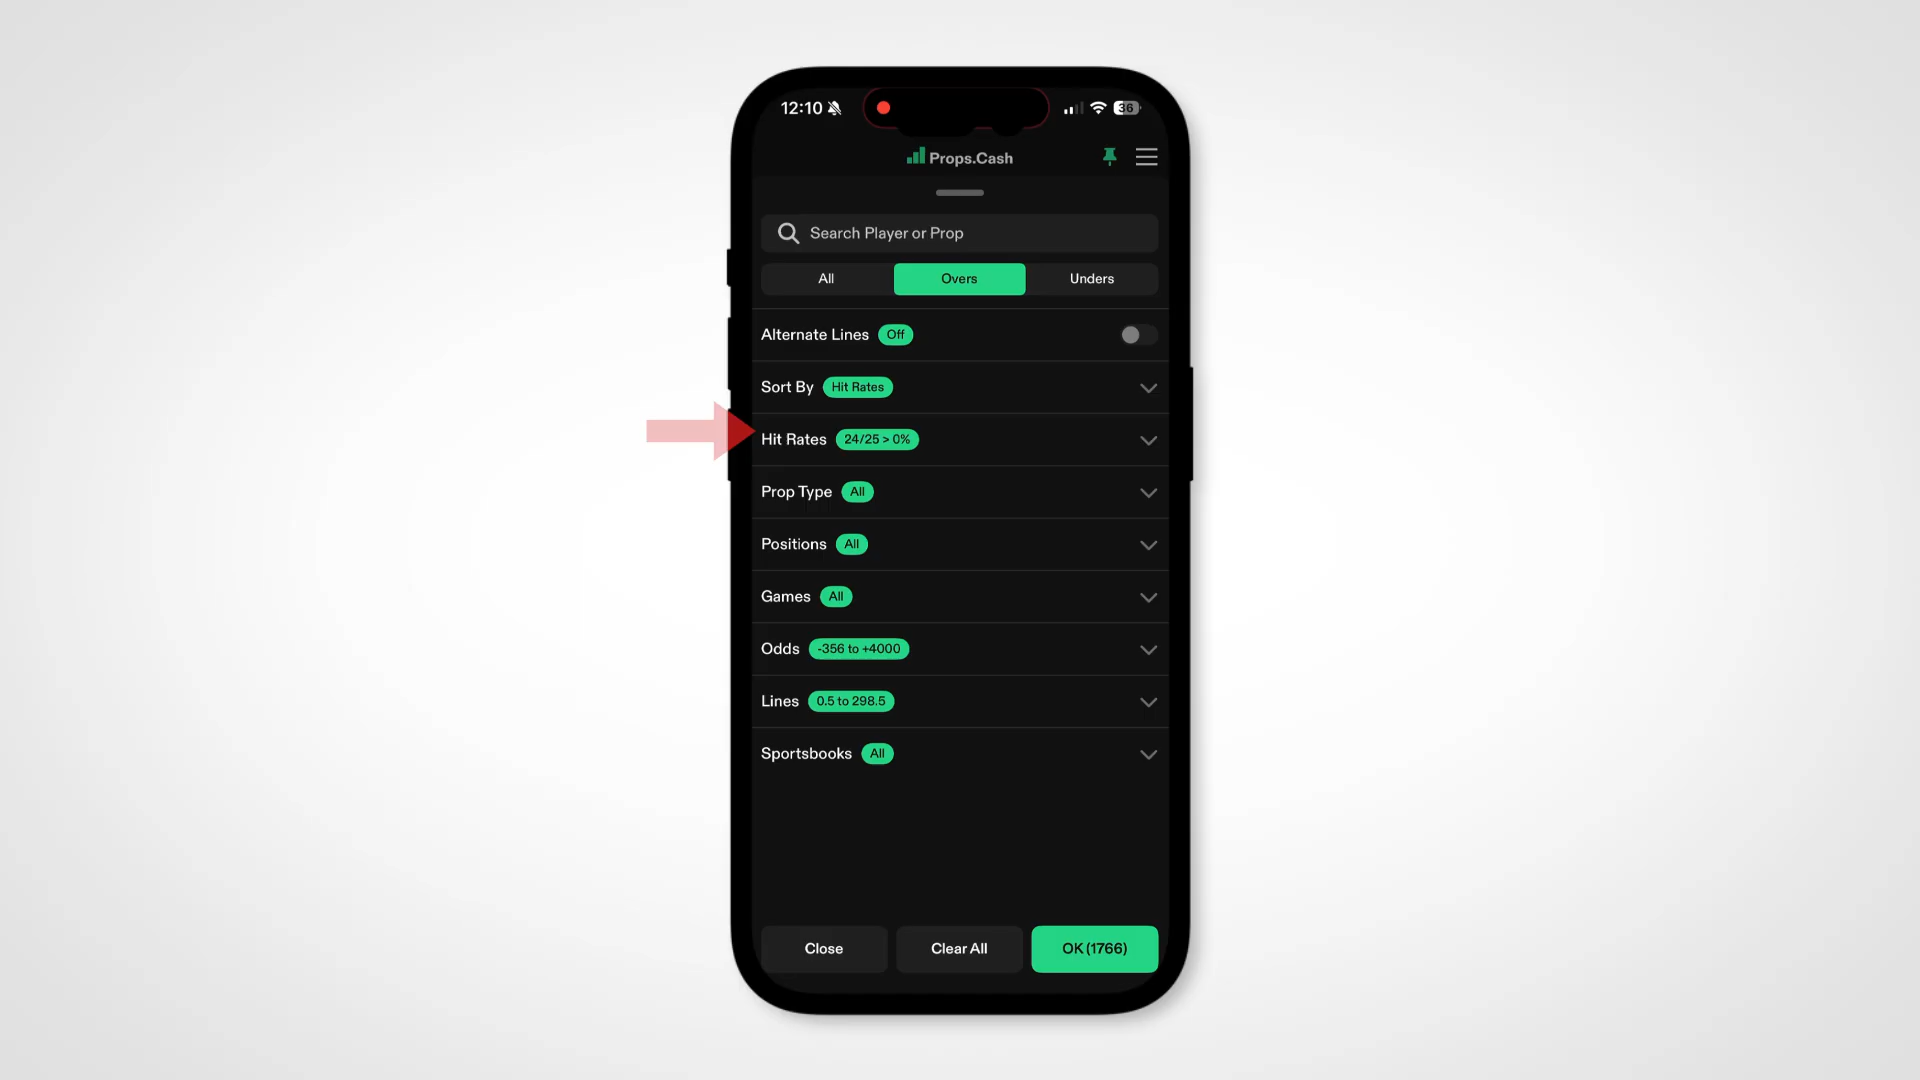 12:10
36
Props.Cash
Search Player or Prop
All Overs Unders
Alternate Lines Off
Sort By Hit Rates
Hit Rates 24/25 > 0%
Prop Type All
Positions All
Games All
Odds -356 to +4000
Lines 0.5 to 298.5
Sportsbooks All
Close Clear All OK (1766)